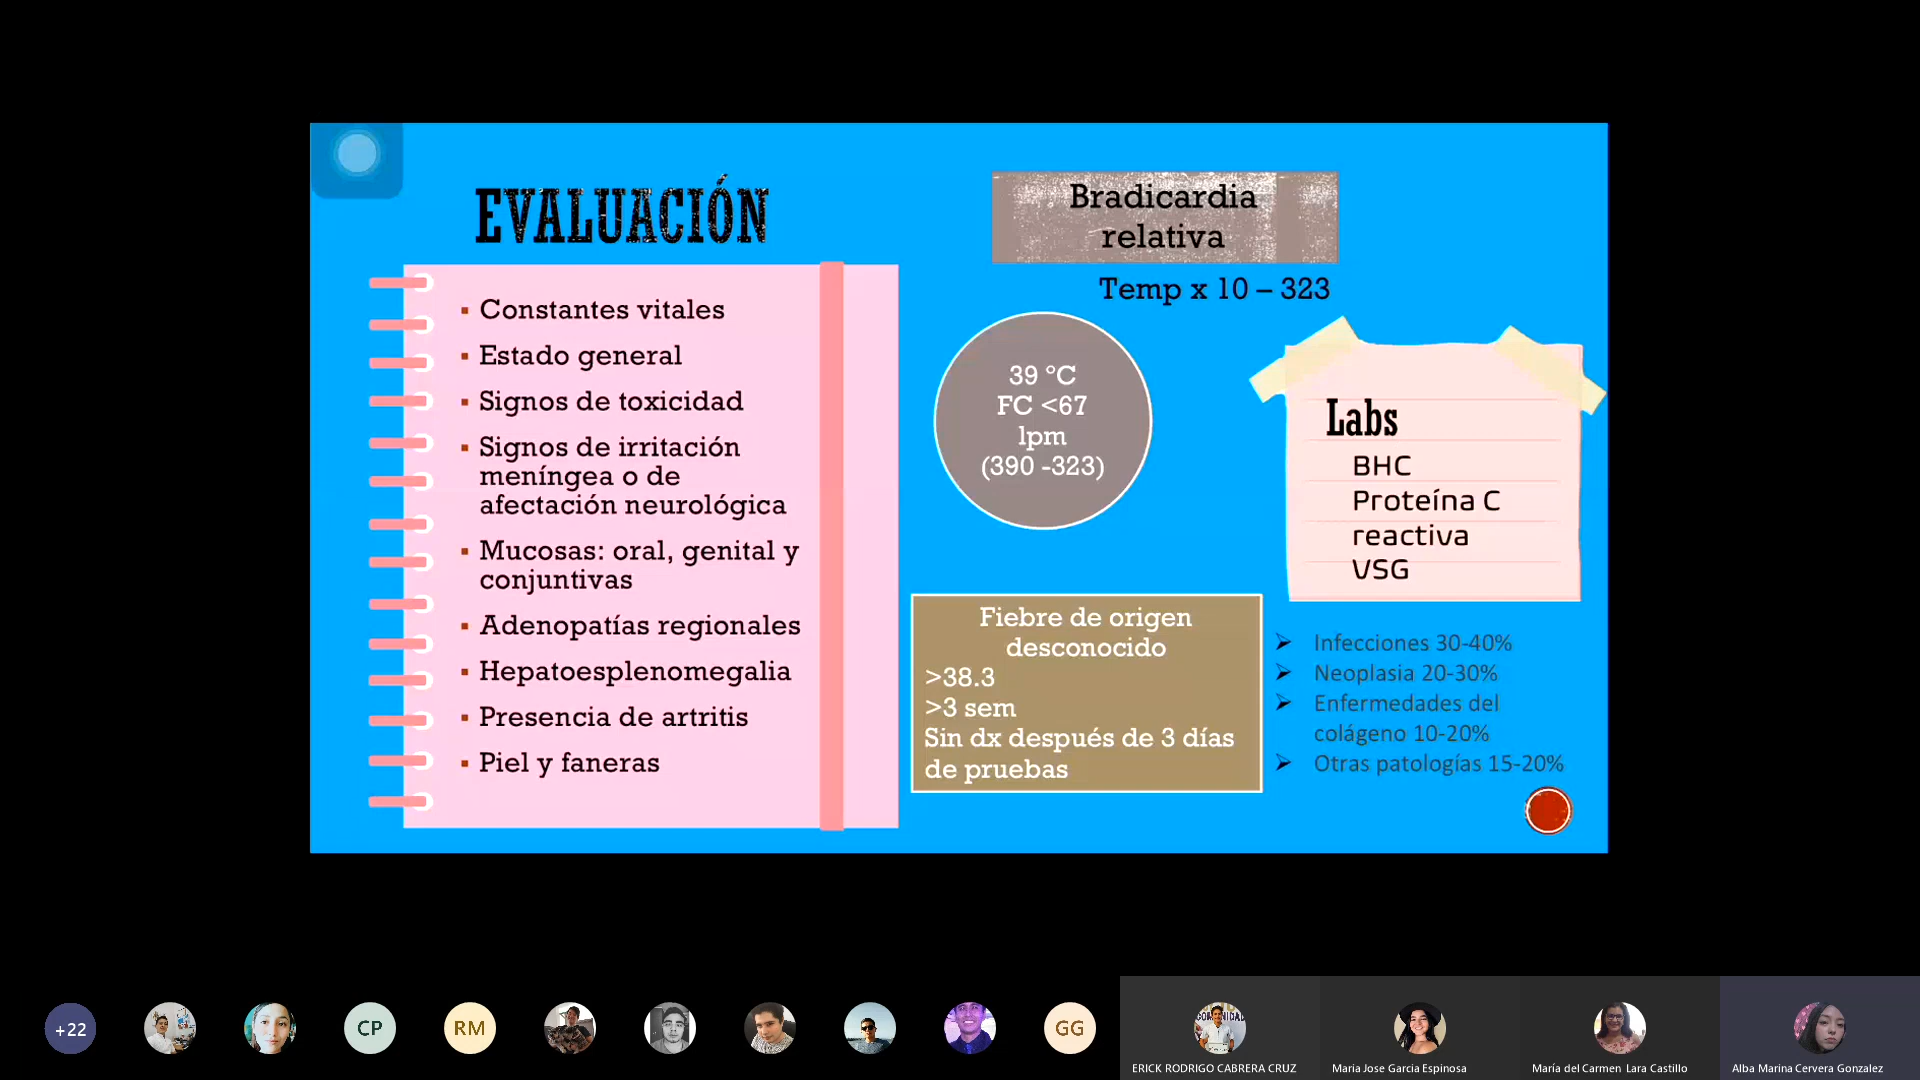 EVALUACIÓN
▪ Constantes vitales
▪ Estado general
▪ Signos de toxicidad
▪ Signos de irritación
meníngea o de
afectación neurológica
▪ Mucosas: oral, genital y
conjuntivas
▪ Adenopatías regionales
▪ Hepatoesplenomegalia
▪ Presencia de artritis
▪ Piel y faneras
Bradicardia
relativa
Temp x 10 – 323
39 °C
FC <67
lpm
(390 -323)
Labs
BHC
Proteína C
reactiva
VSG
Fiebre de origen
desconocido
>38.3
>3 sem
Sin dx después de 3 días
de pruebas
➢ Infecciones 30-40%
➢ Neoplasia 20-30%
➢ Enfermedades del
colágeno 10-20%
➢ Otras patologías 15-20%
+22
CP
RM
GG
ERICK RODRIGO CABRERA CRUZ
Maria Jose Garcia Espinosa
María del Carmen Lara Castillo
Alba Marina Cervera Gonzalez